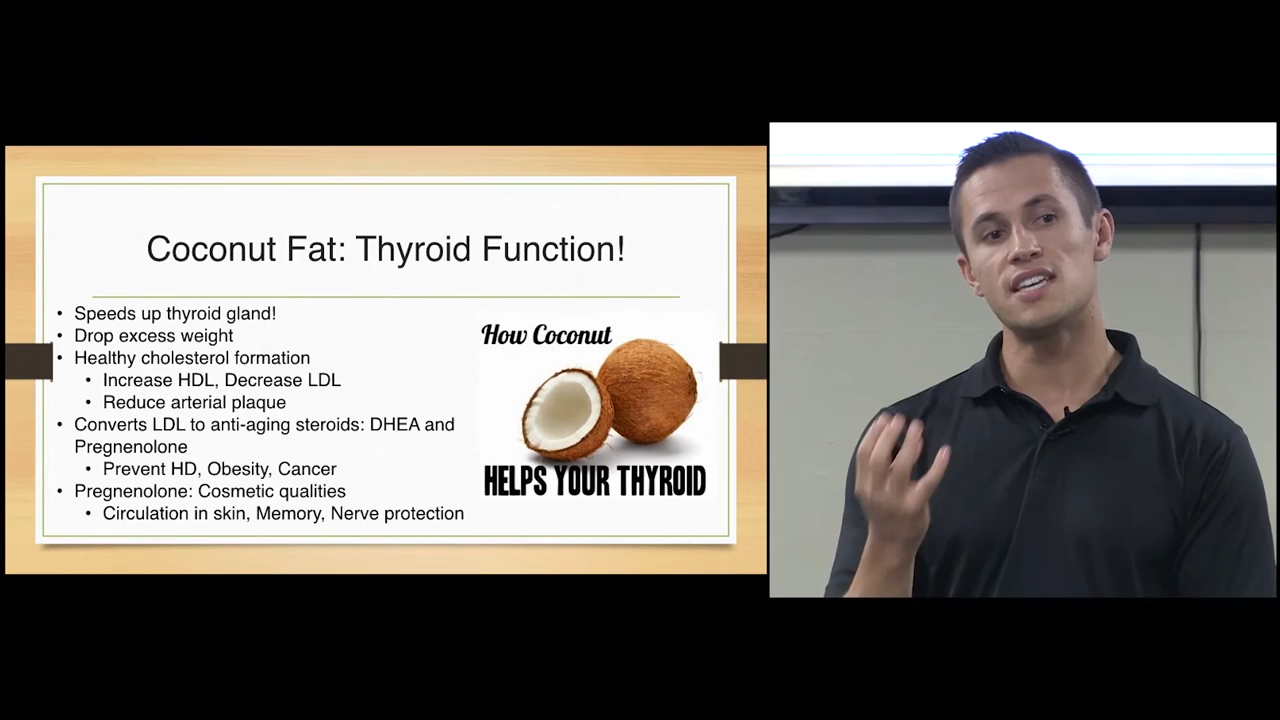 Coconut Fat: Thyroid Function!
• Speeds up thyroid gland!
• Drop excess weight
• Healthy cholesterol formation
• Increase HDL, Decrease LDL
• Reduce arterial plaque
• Converts LDL to anti-aging steroids: DHEA and
Pregnenolone
• Prevent HD, Obesity, Cancer
• Pregnenolone: Cosmetic qualities
• Circulation in skin, Memory, Nerve protection
How Coconut
HELPS YOUR THYROID